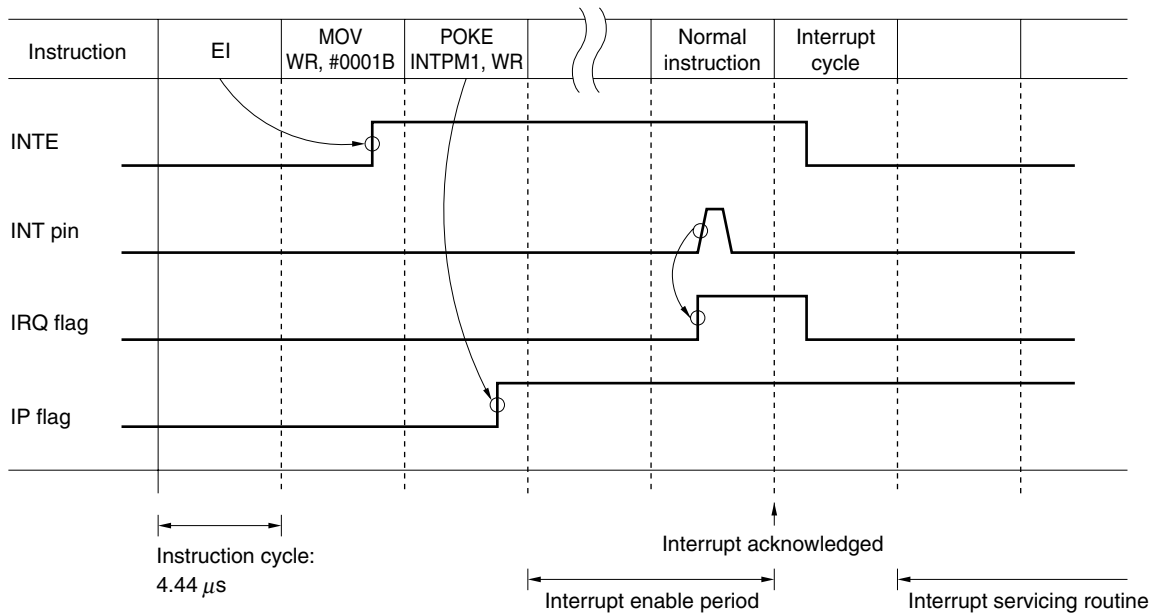 Instruction
EI
MOV
WR, #0001B
POKE
INTPM1, WR
Normal
instruction
Interrupt
cycle
INTE
INT pin
IRQ flag
IP flag
Instruction cycle:
4.44 μs
Interrupt acknowledged
Interrupt enable period
Interrupt servicing routine